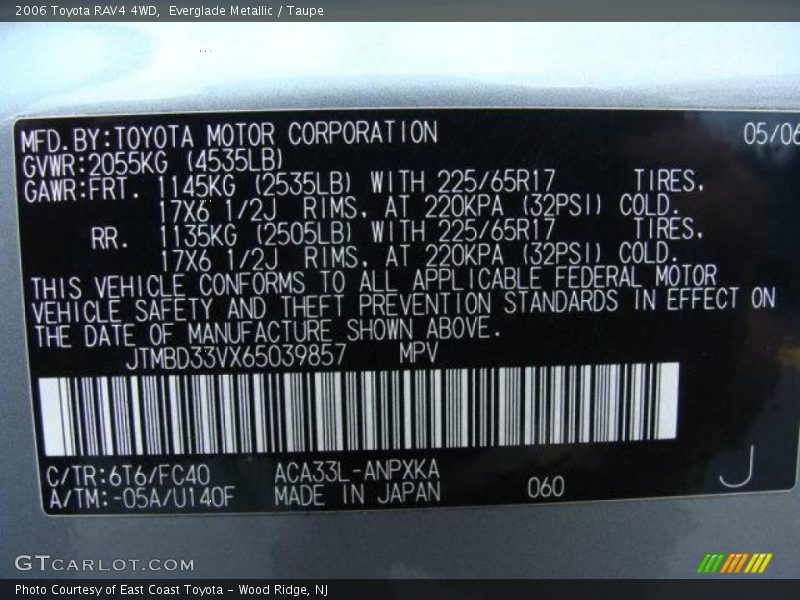 2006 Toyota RAV4 4WD, Everglade Metallic / Taupe
MFD.BY:TOYOTA MOTOR CORPORATION 05/06
GVWR:2055KG (4535LB)
GAWR:FRT. 1145KG (2535LB) WITH 225/65R17 TIRES.
17X6 1/2J RIMS. AT 220KPA (32PSI) COLD.
RR. 1135KG (2505LB) WITH 225/65R17 TIRES.
17X6 1/2J RIMS. AT 220KPA (32PSI) COLD.
THIS VEHICLE CONFORMS TO ALL APPLICABLE FEDERAL MOTOR
VEHICLE SAFETY AND THEFT PREVENTION STANDARDS IN EFFECT ON
THE DATE OF MANUFACTURE SHOWN ABOVE.
JTMBD33VX65039857 MPV
C/TR:6T6/FC40 ACA33L-ANPXKA
A/TM:-05A/U140F MADE IN JAPAN 060 J
GTCARLOT.COM
Photo Courtesy of East Coast Toyota - Wood Ridge, NJ